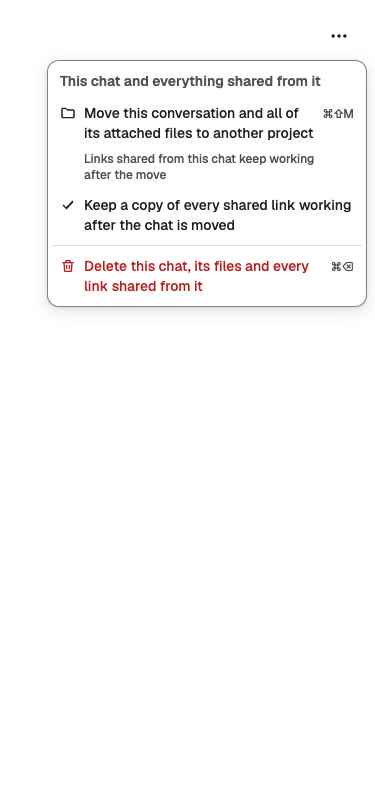 This chat and everything shared from it
Move this conversation and all of ⌘⇧M
its attached files to another project
Links shared from this chat keep working
after the move
Keep a copy of every shared link working
after the chat is moved
Delete this chat, its files and every ⌘⌫
link shared from it